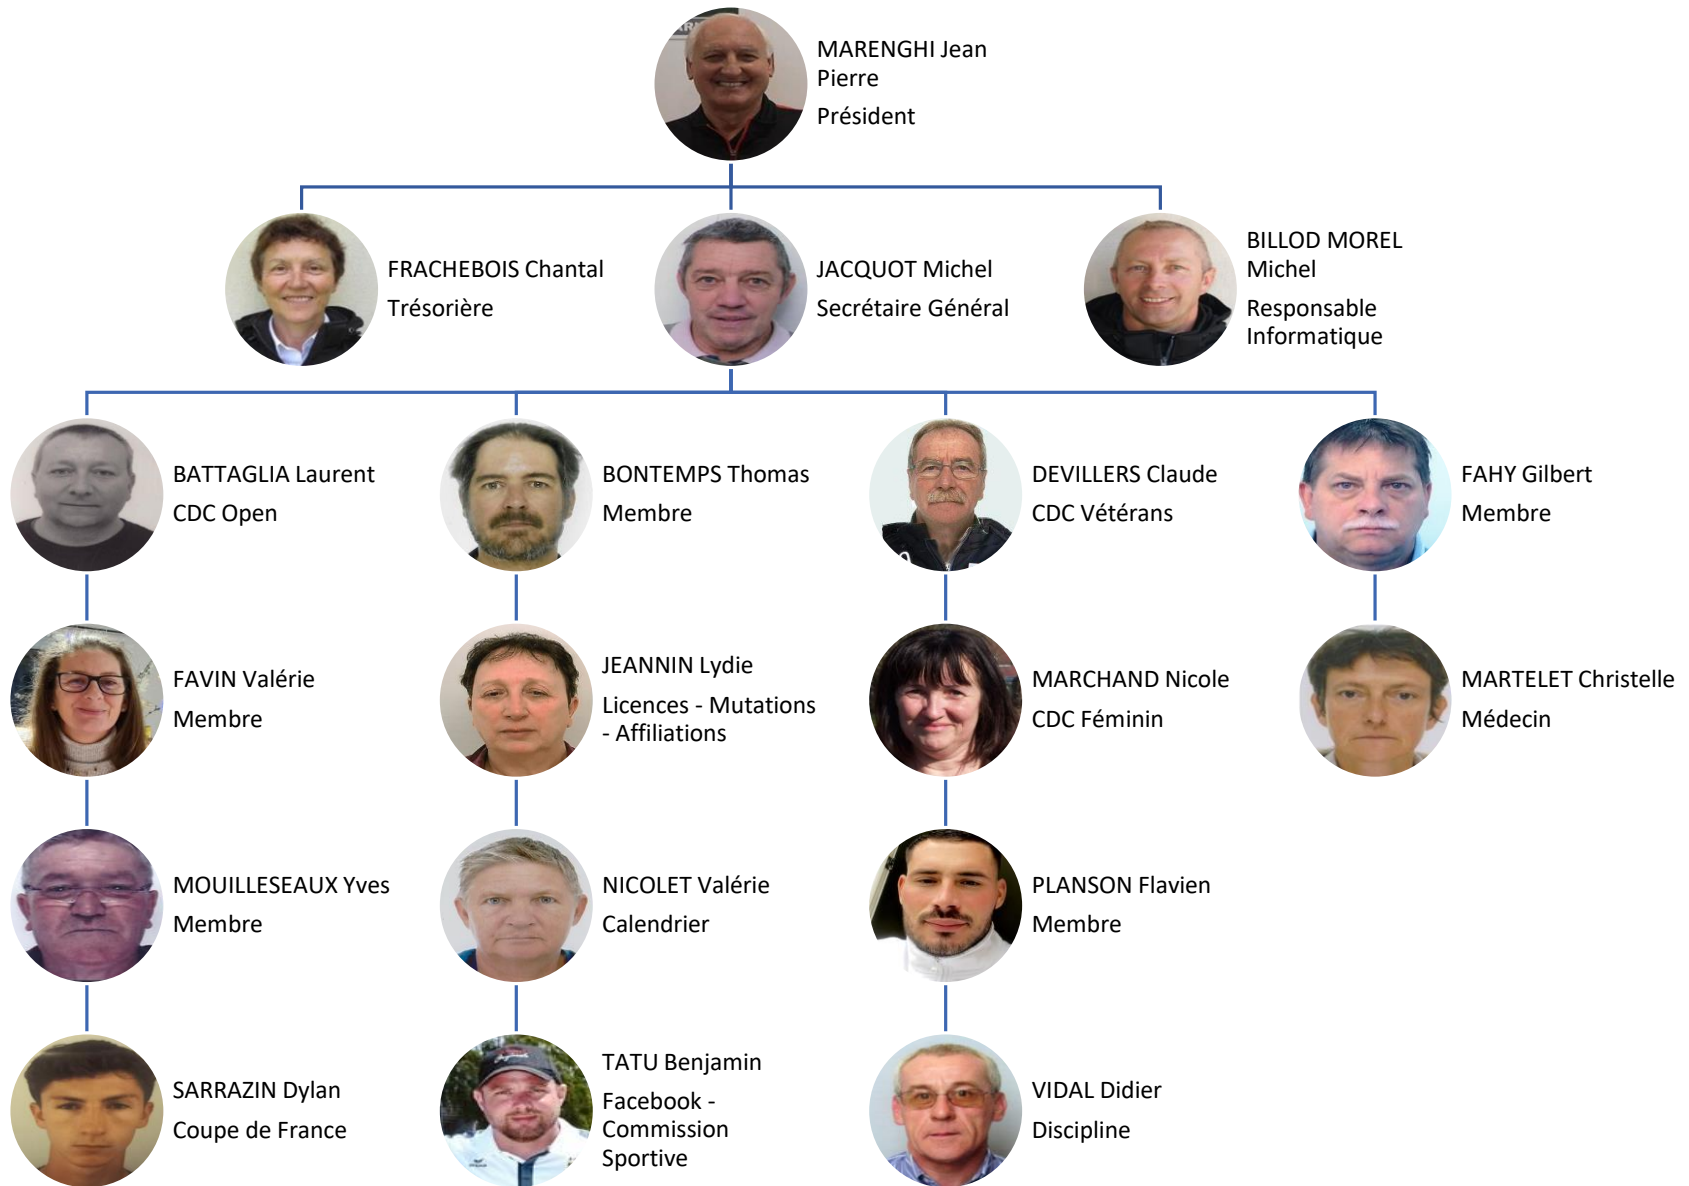 MARENGHI Jean
Pierre
Président
FRACHEBOIS Chantal
Trésorière
JACQUOT Michel
Secrétaire Général
BILLOD MOREL
Michel
Responsable
Informatique
BATTAGLIA Laurent
CDC Open
BONTEMPS Thomas
Membre
DEVILLERS Claude
CDC Vétérans
FAHY Gilbert
Membre
FAVIN Valérie
Membre
JEANNIN Lydie
Licences - Mutations
- Affiliations
MARCHAND Nicole
CDC Féminin
MARTELET Christelle
Médecin
MOUILLESEAUX Yves
Membre
NICOLET Valérie
Calendrier
PLANSON Flavien
Membre
SARRAZIN Dylan
Coupe de France
TATU Benjamin
Facebook -
Commission
Sportive
VIDAL Didier
Discipline